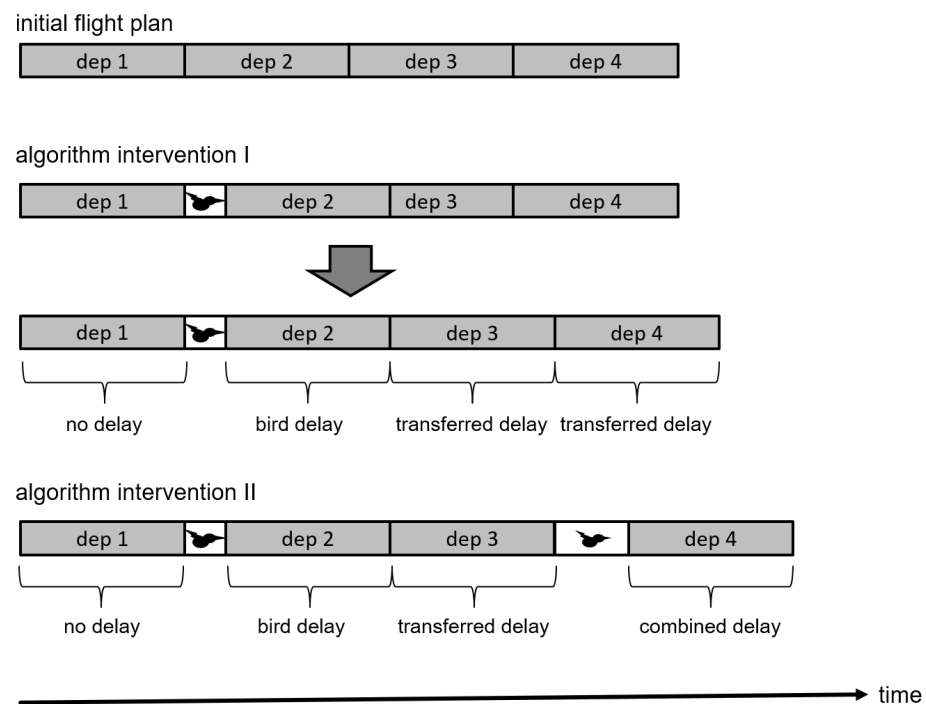 initial flight plan
dep 1 dep 2 dep 3 dep 4
algorithm intervention I
dep 1 dep 2 dep 3 dep 4
dep 1 dep 2 dep 3 dep 4
no delay bird delay transferred delay transferred delay
algorithm intervention II
dep 1 dep 2 dep 3 dep 4
no delay bird delay transferred delay combined delay
time